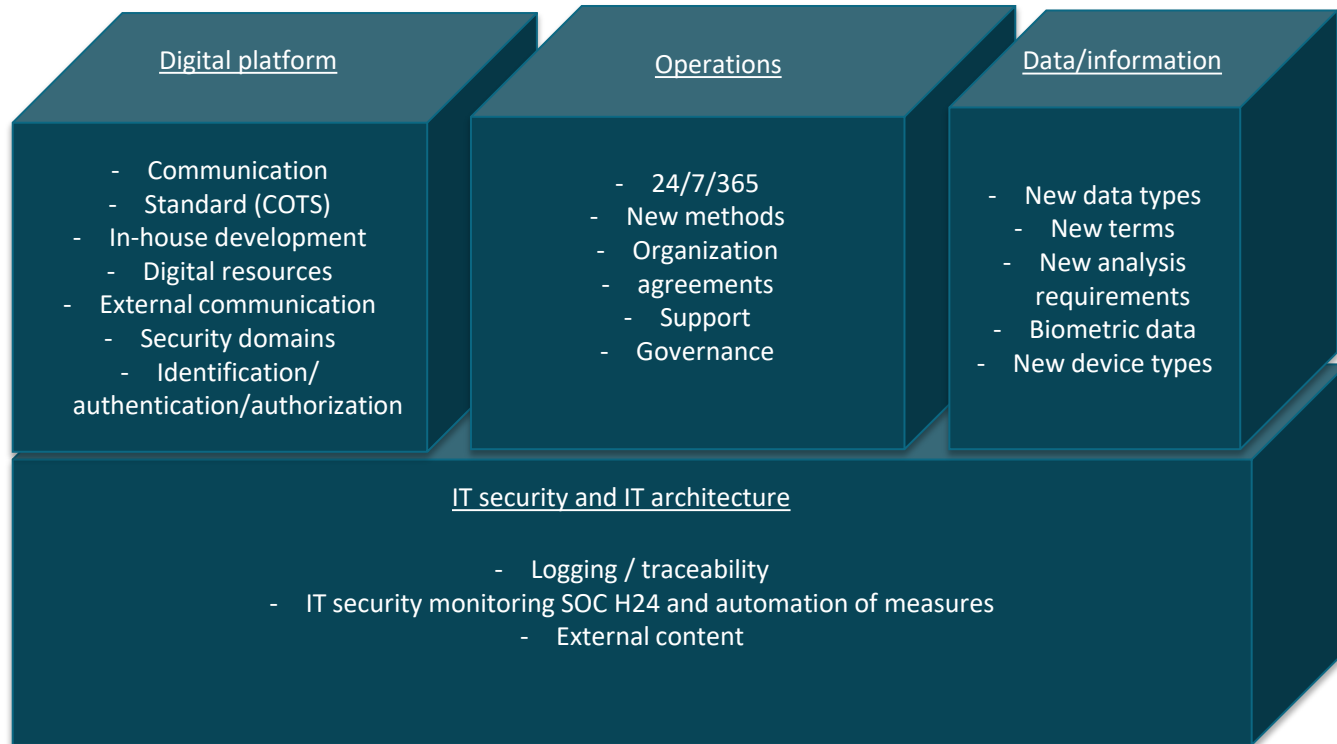 Digital platform
- Communication
- Standard (COTS)
- In-house development
- Digital resources
- External communication
- Security domains
- Identification/
authentication/authorization
Operations
- 24/7/365
- New methods
- Organization
- agreements
- Support
- Governance
Data/information
- New data types
- New terms
- New analysis
requirements
- Biometric data
- New device types
IT security and IT architecture
- Logging / traceability
- IT security monitoring SOC H24 and automation of measures
- External content